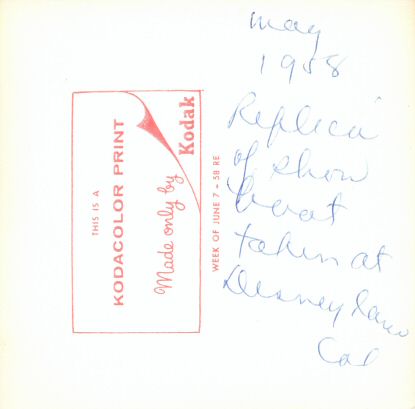 May
1958
Replica
of show
boat
taken at
Disneyland
Cal
THIS IS A
KODACOLOR PRINT
Made only by
Kodak
WEEK OF JUNE 7 - 58 RE